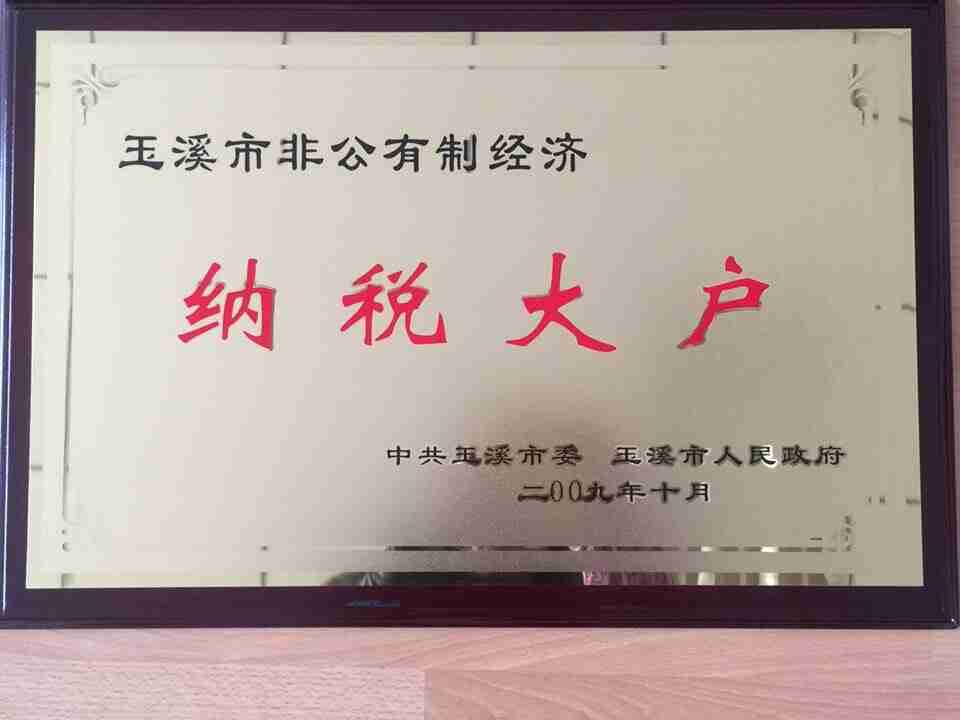 玉溪市非公有制经济
纳税大户
中共玉溪市委 玉溪市人民政府
二00九年十月